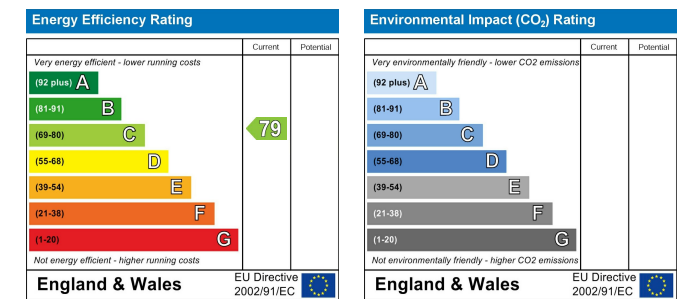 Energy Efficiency Rating
Current Potential
Very energy efficient - lower running costs
(92 plus) A
(81-91) B
(69-80) C
79
(55-68) D
(39-54) E
(21-38) F
(1-20) G
Not energy efficient - higher running costs
England & Wales
EU Directive
2002/91/EC
Environmental Impact (CO₂) Rating
Current Potential
Very environmentally friendly - lower CO2 emissions
(92 plus) A
(81-91) B
(69-80) C
(55-68) D
(39-54) E
(21-38) F
(1-20) G
Not environmentally friendly - higher CO2 emissions
England & Wales
EU Directive
2002/91/EC